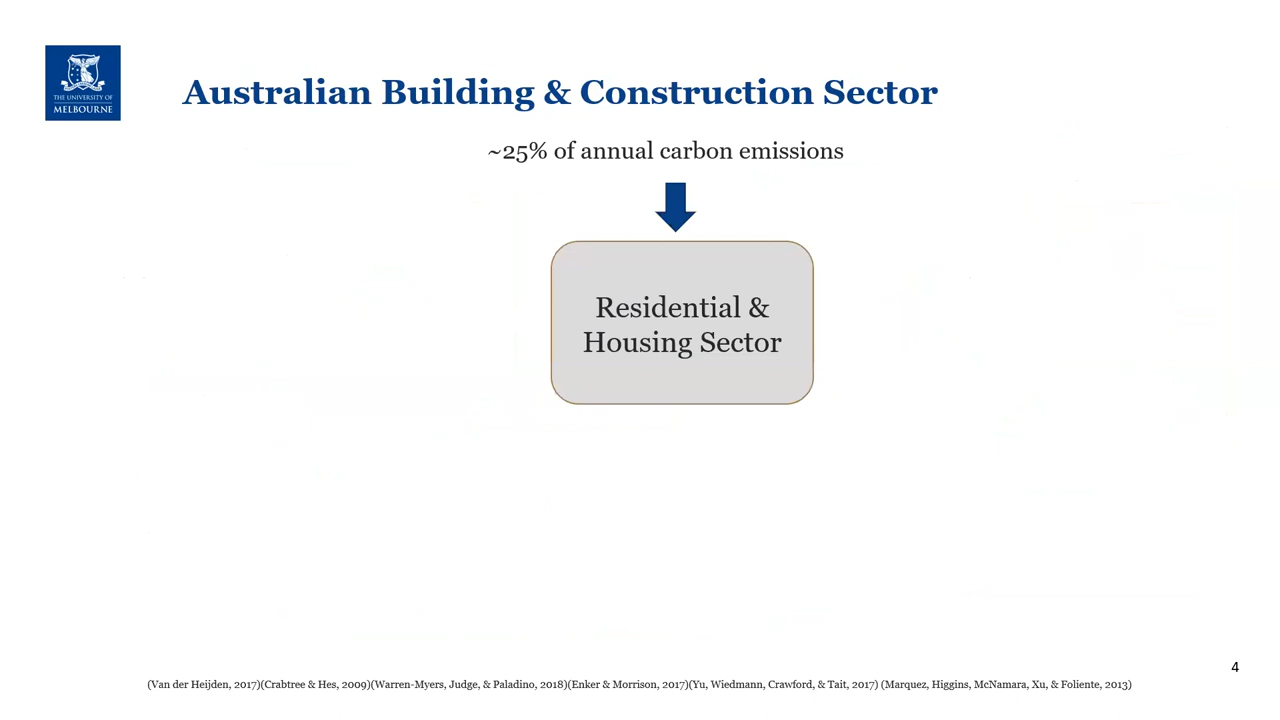 THE UNIVERSITY OF
MELBOURNE
Australian Building & Construction Sector
~25% of annual carbon emissions
Residential &
Housing Sector
4
(Van der Heijden, 2017)(Crabtree & Hes, 2009)(Warren-Myers, Judge, & Paladino, 2018)(Enker & Morrison, 2017)(Yu, Wiedmann, Crawford, & Tait, 2017) (Marquez, Higgins, McNamara, Xu, & Foliente, 2013)